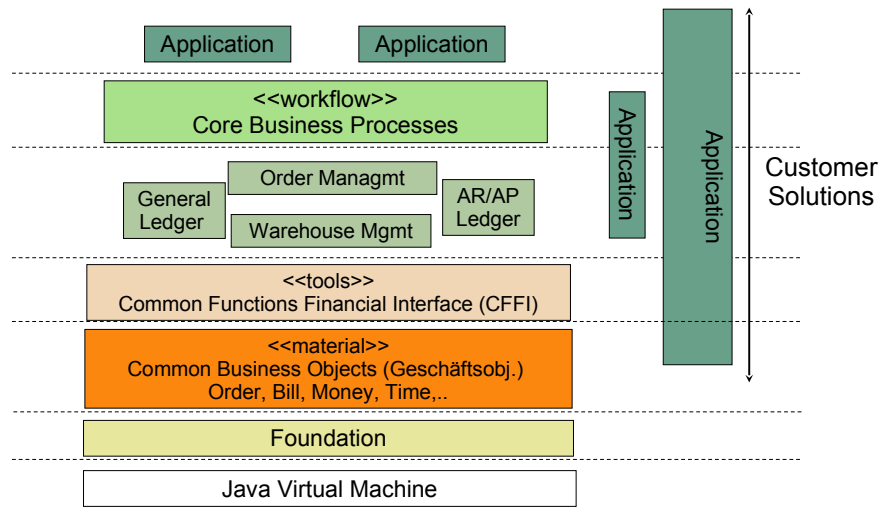 Application
Application
<<workflow>>
Core Business Processes
General
Ledger
Order Managmt
Warehouse Mgmt
AR/AP
Ledger
<<tools>>
Common Functions Financial Interface (CFFI)
<<material>>
Common Business Objects (Geschäftsobj.)
Order, Bill, Money, Time,..
Foundation
Java Virtual Machine
Application
Application
Customer
Solutions